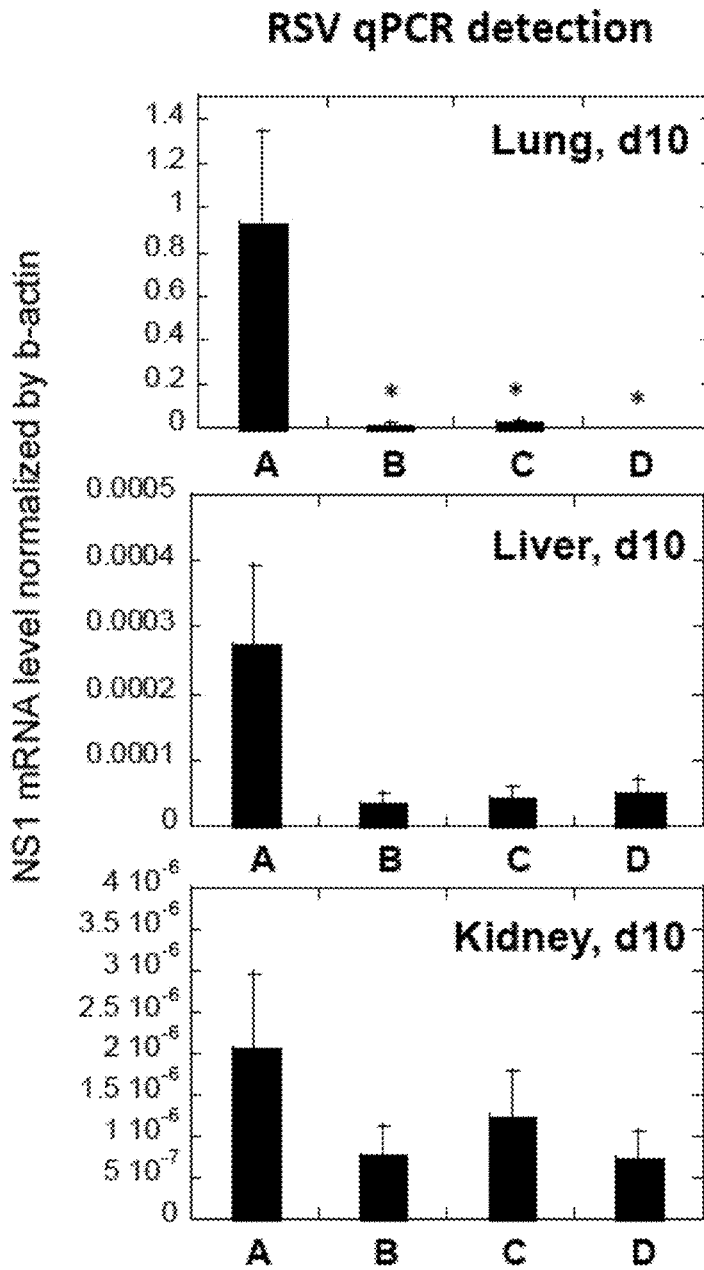 RSV qPCR detection
NS1 mRNA level normalized by b-actin
Lung, d10
1.4
1.2
1
0.8
0.6
0.4
0.2
0
* * *
A B C D
Liver, d10
0.0005
0.0004
0.0003
0.0002
0.0001
0
A B C D
Kidney, d10
4 10⁻⁶
3.5 10⁻⁶
3 10⁻⁶
2.5 10⁻⁶
2 10⁻⁶
1.5 10⁻⁶
1 10⁻⁶
5 10⁻⁷
0
A B C D